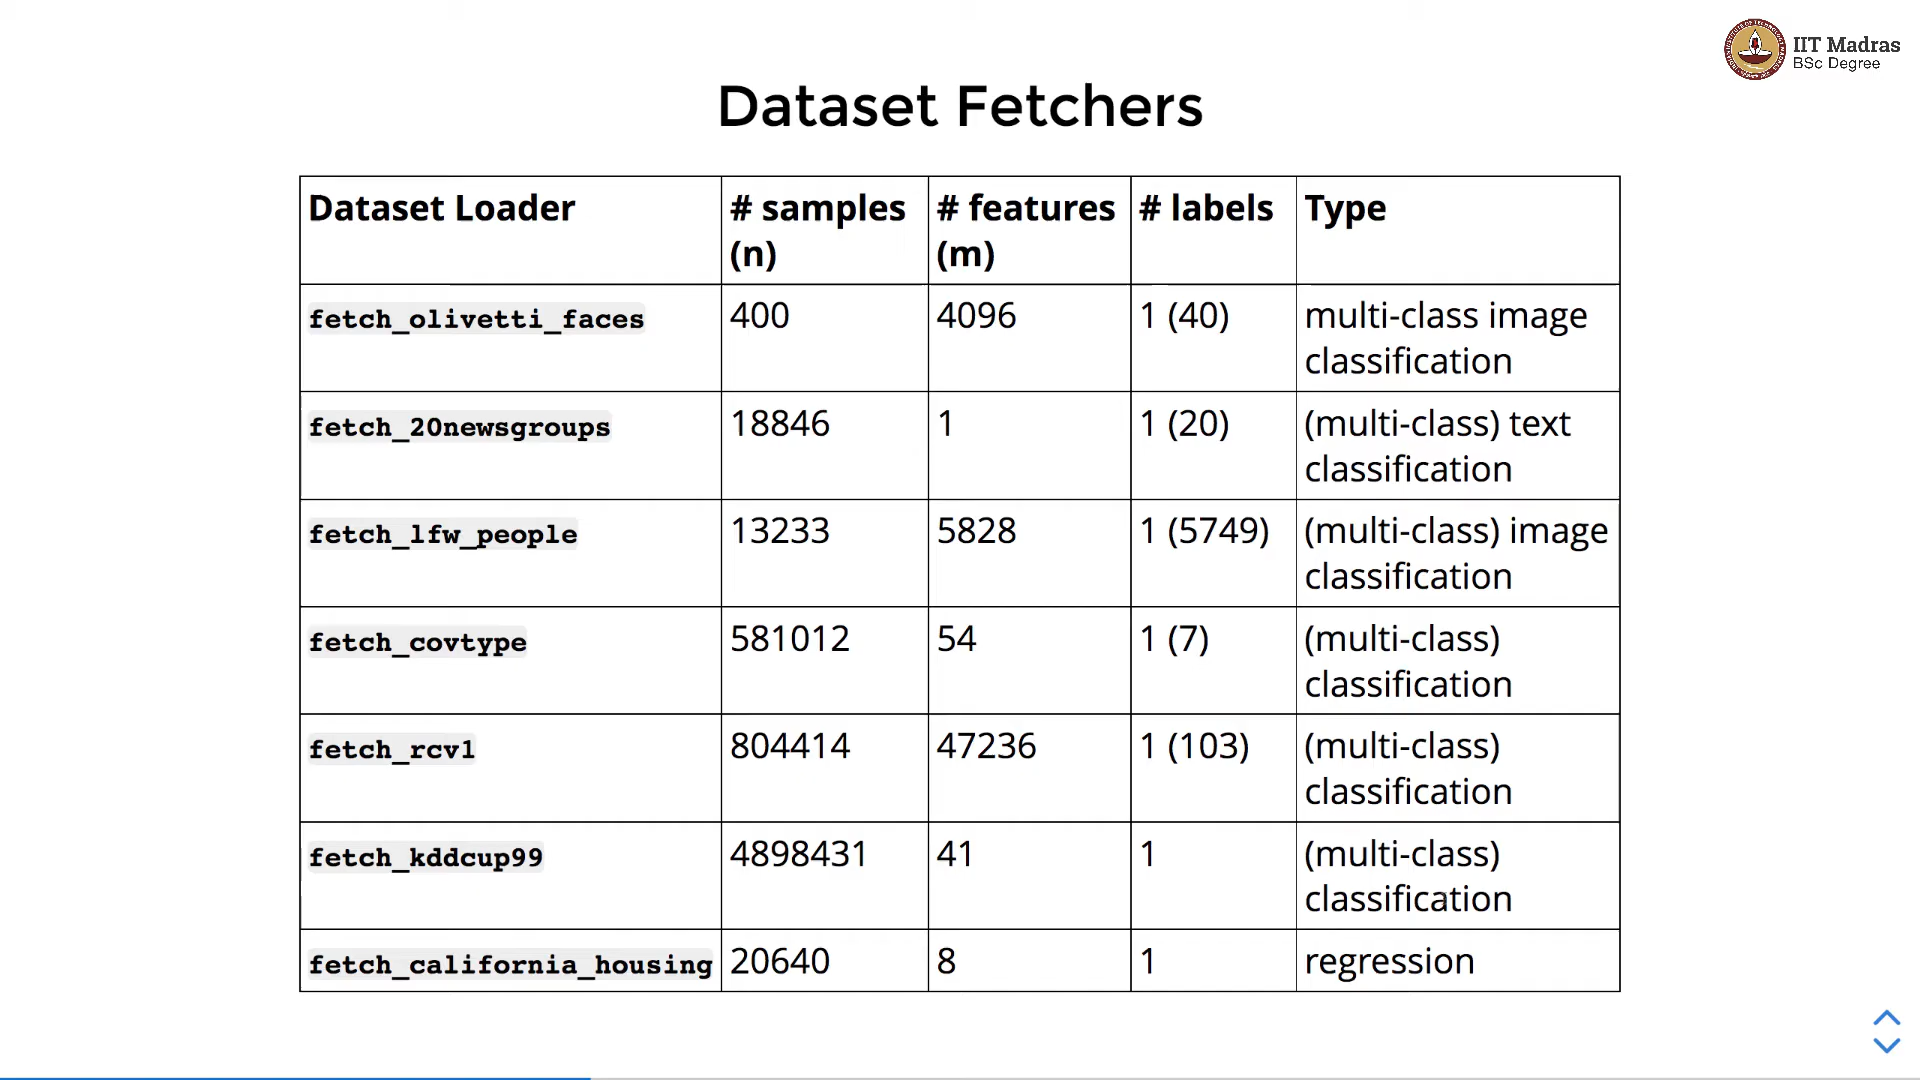 IIT Madras
BSc Degree
Dataset Fetchers
Dataset Loader # samples (n) # features (m) # labels Type
fetch_olivetti_faces 400 4096 1 (40) multi-class image classification
fetch_20newsgroups 18846 1 1 (20) (multi-class) text classification
fetch_lfw_people 13233 5828 1 (5749) (multi-class) image classification
fetch_covtype 581012 54 1 (7) (multi-class) classification
fetch_rcv1 804414 47236 1 (103) (multi-class) classification
fetch_kddcup99 4898431 41 1 (multi-class) classification
fetch_california_housing 20640 8 1 regression